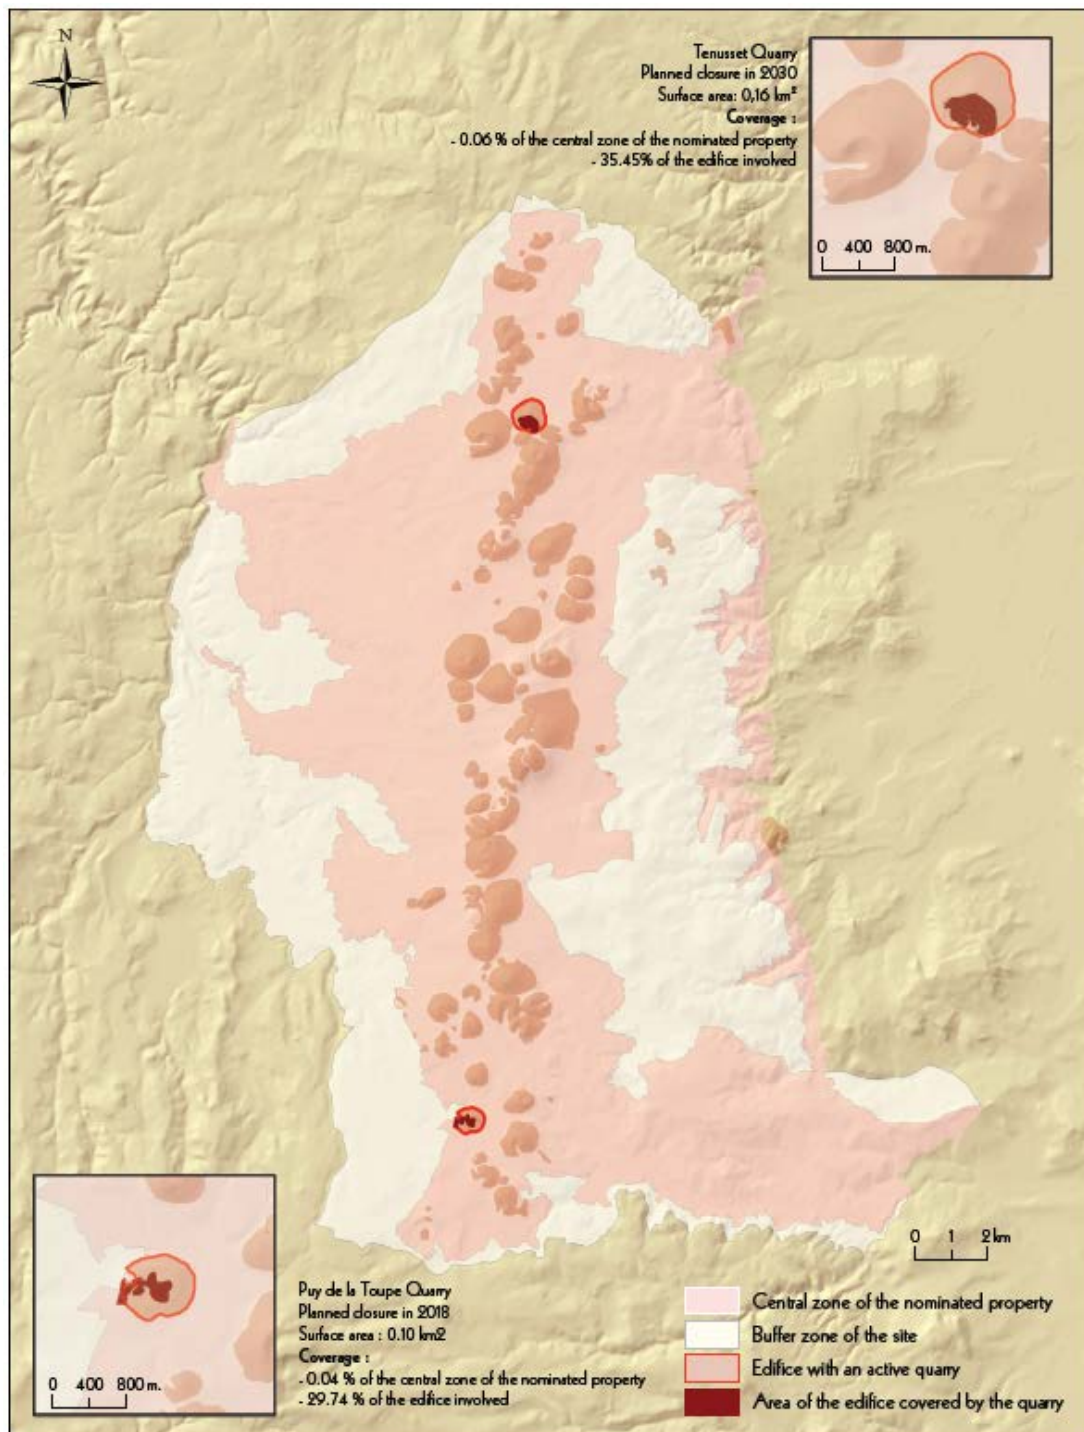 N
Tenusset Quarry
Planned closure in 2030
Surface area: 0,16 km²
Coverage :
- 0.06 % of the central zone of the nominated property
- 35.45% of the edifice involved
0 400 800 m.
0 1 2 km
Puy de la Toupe Quarry
Planned closure in 2018
Surface area : 0.10 km2
Coverage :
- 0.04 % of the central zone of the nominated property
- 29.74 % of the edifice involved
0 400 800 m.
Central zone of the nominated property
Buffer zone of the site
Edifice with an active quarry
Area of the edifice covered by the quarry